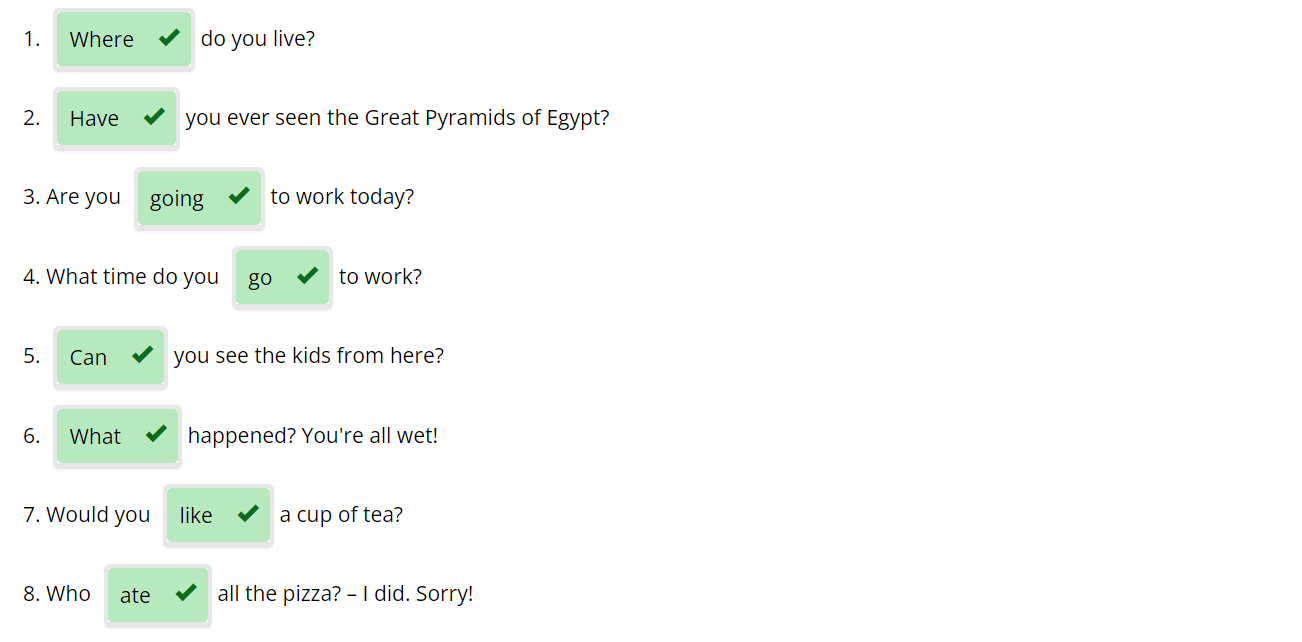 1. Where do you live?
2. Have you ever seen the Great Pyramids of Egypt?
3. Are you going to work today?
4. What time do you go to work?
5. Can you see the kids from here?
6. What happened? You're all wet!
7. Would you like a cup of tea?
8. Who ate all the pizza? – I did. Sorry!